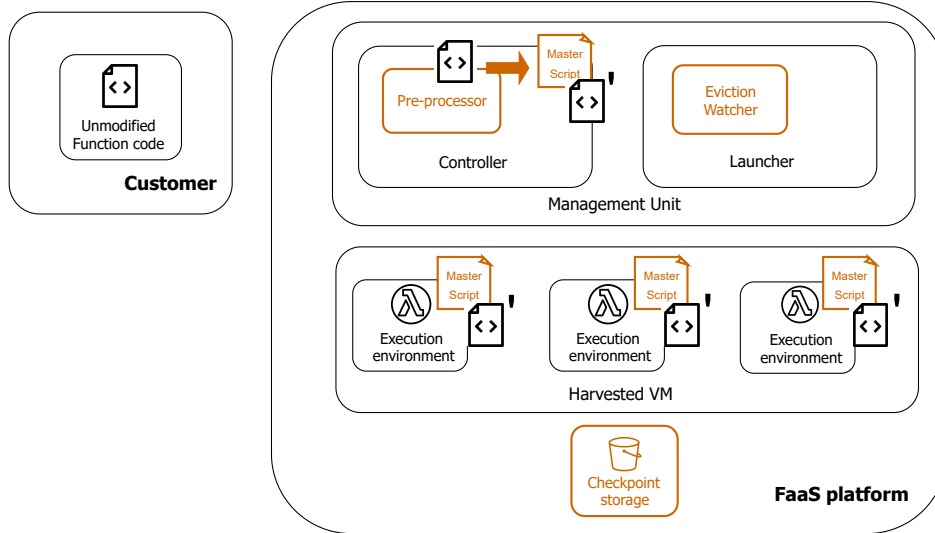 Unmodified
Function code
Customer
Pre-processor
Master
Script
'
Controller
Eviction
Watcher
Launcher
Management Unit
Master
Script
'
Execution
environment
Master
Script
'
Execution
environment
Master
Script
'
Execution
environment
Harvested VM
Checkpoint
storage
FaaS platform